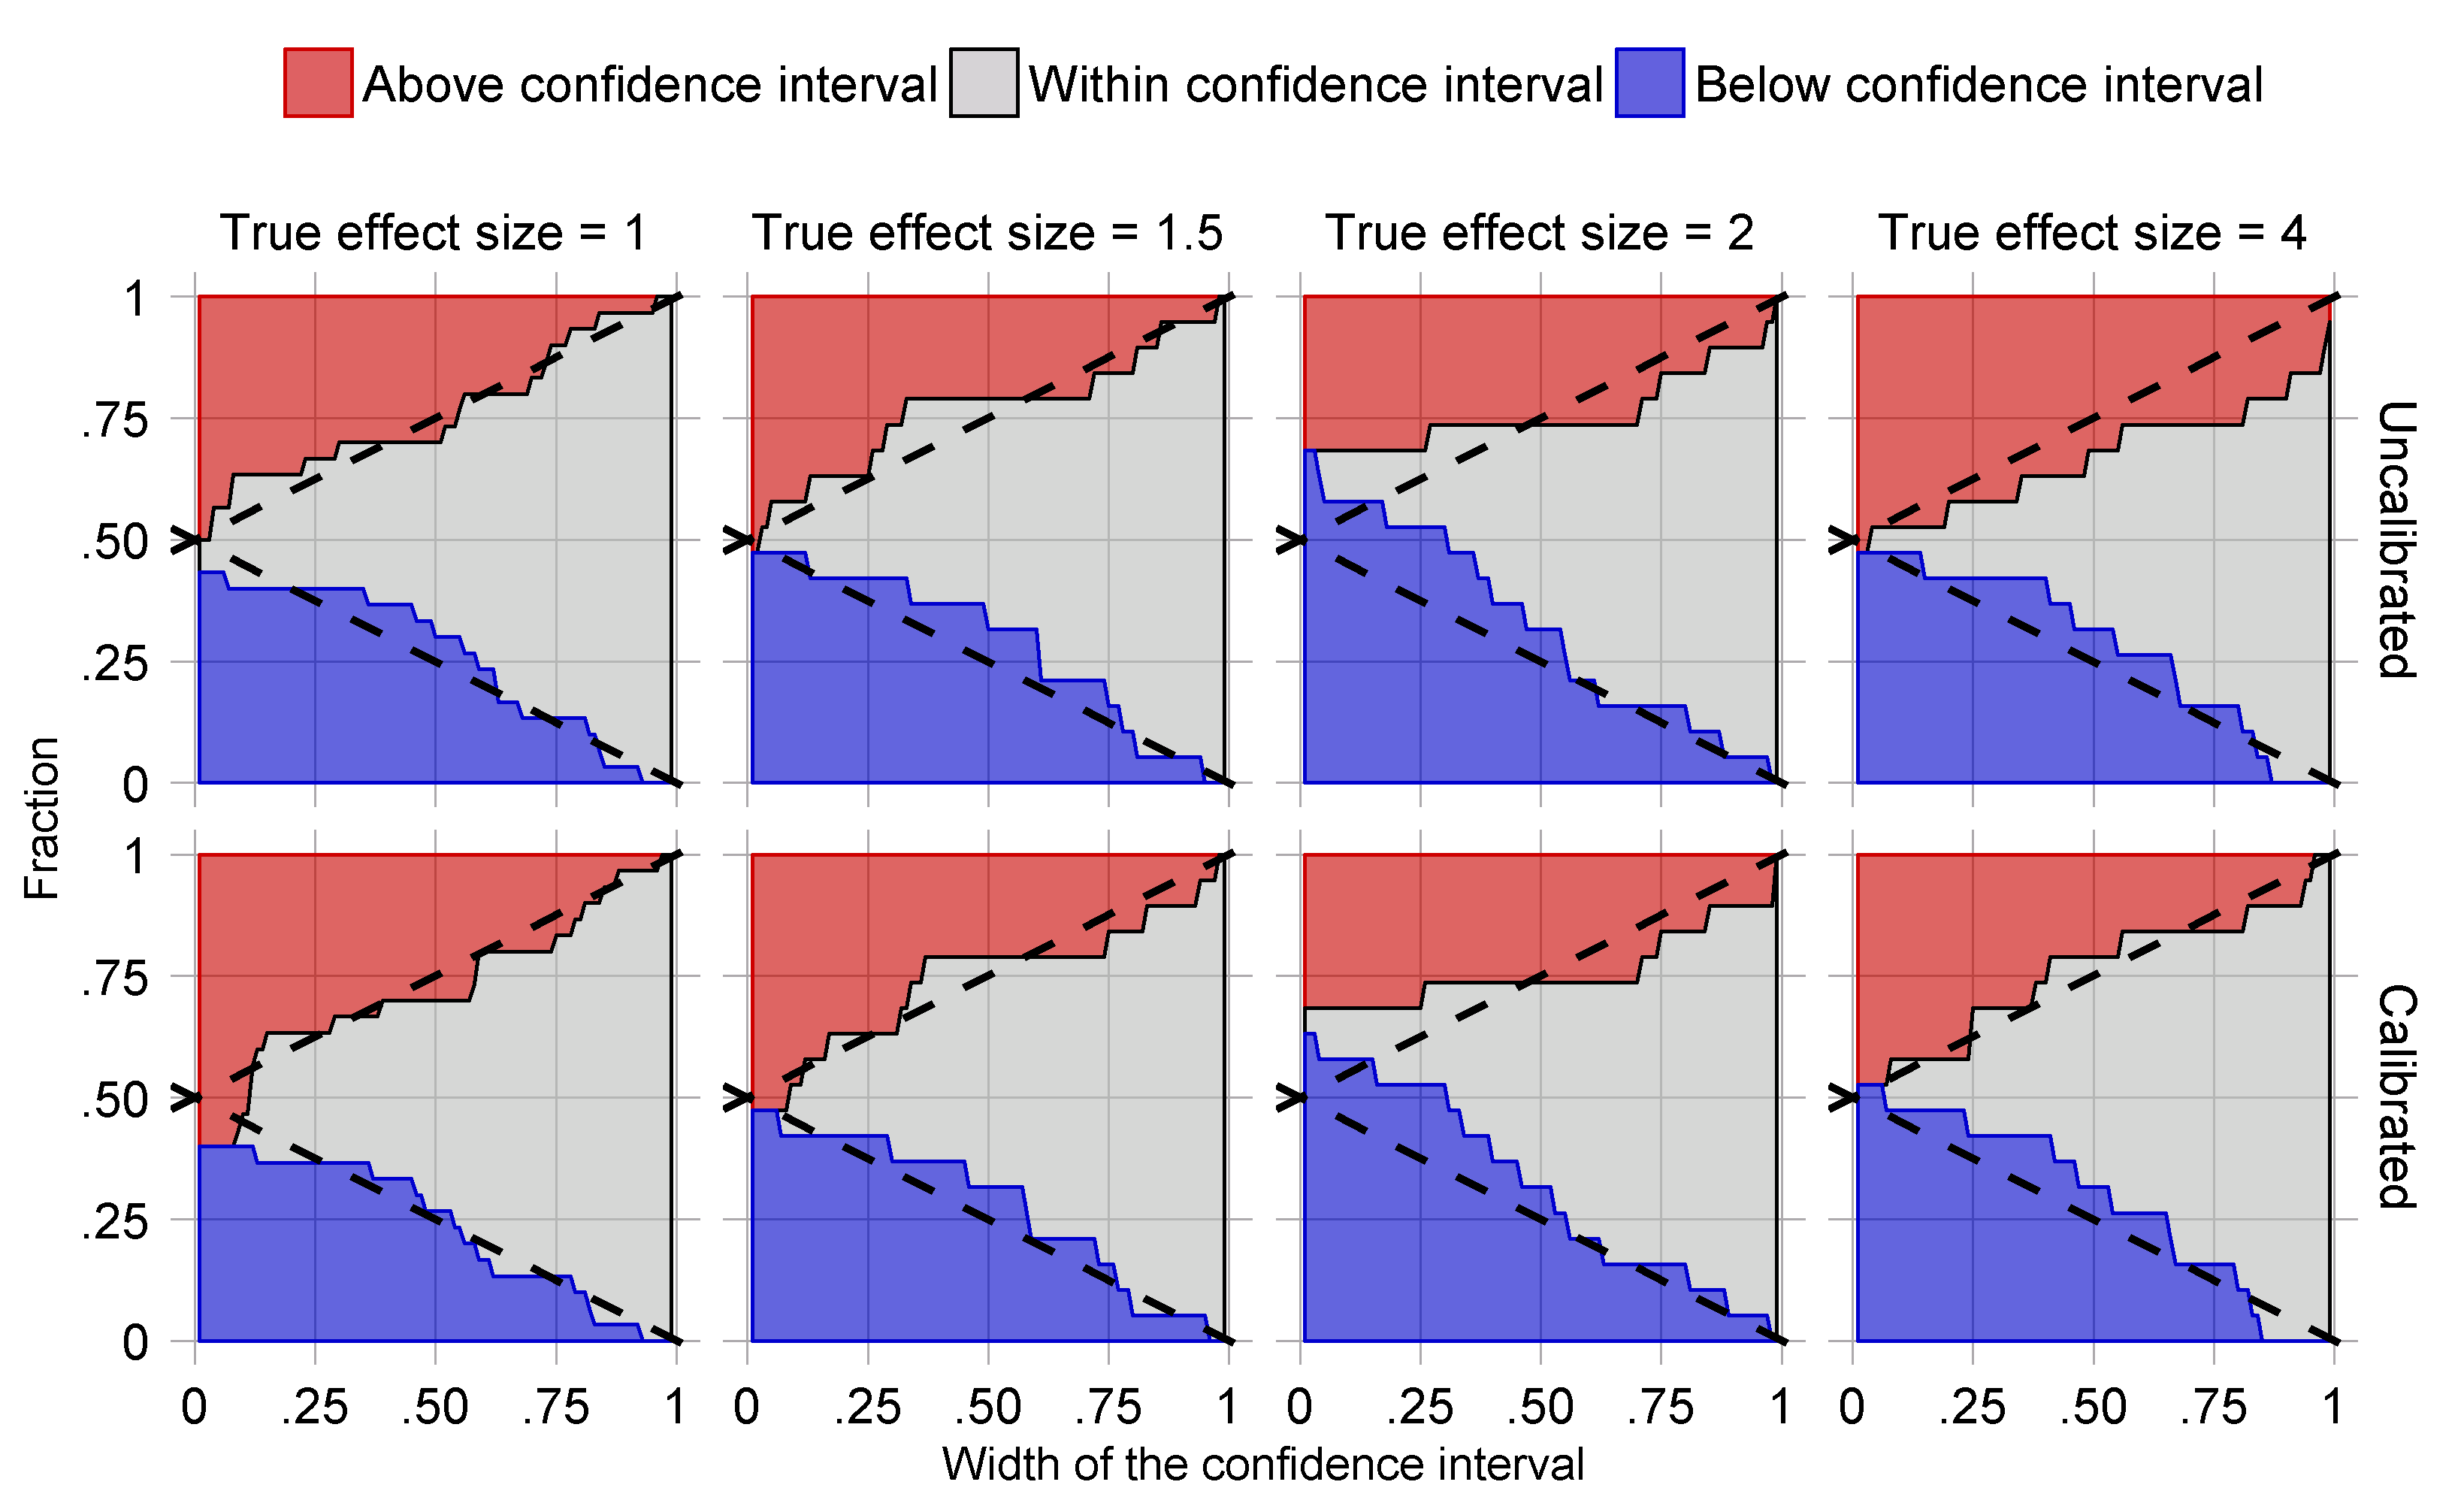 Above confidence interval Within confidence interval Below confidence interval
True effect size = 1 True effect size = 1.5 True effect size = 2 True effect size = 4
1
.75
.50
.25
0
Uncalibrated
Fraction
1
.75
.50
.25
0
Calibrated
0 .25 .50 .75 1 0 .25 .50 .75 1 0 .25 .50 .75 1 0 .25 .50 .75 1
Width of the confidence interval